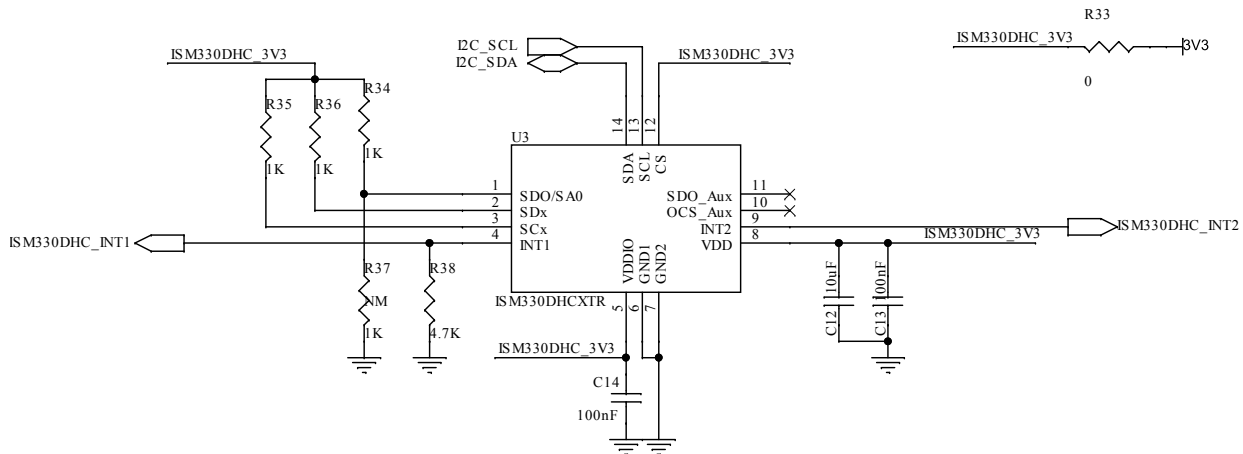 R33
ISM330DHC_3V3
3V3
0
I2C_SCL
I2C_SDA
ISM330DHC_3V3
ISM330DHC_3V3
R35
R36
R34
1K
1K
1K
14
13
12
U3
SDA
SCL
CS
1
SDO/SA0
2
SDx
3
SCx
4
INT1
SDO_Aux
11
OCS_Aux
10
INT2
9
VDD
8
ISM330DHC_INT1
ISM330DHC_INT2
ISM330DHC_3V3
VDDIO
GND1
GND2
ISM330DHCXTR
5
6
7
R37
NM
1K
R38
4.7K
C12
10uF
C13
100nF
ISM330DHC_3V3
C14
100nF